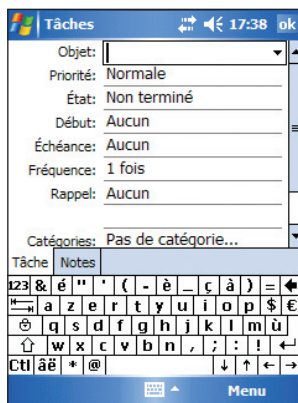 Tâches 17:38 ok
Objet:
Priorité: Normale
État: Non terminé
Début: Aucun
Échéance: Aucun
Fréquence: 1 fois
Rappel: Aucun
Catégories: Pas de catégorie...
Tâche Notes
123 & é " ' ( - è _ ç à ) =
a z e r t y u i o p $ £
q s d f g h j k l m ù
w x c v b n , ; : !
Ctl âë * @ ↓ ↑ ← →
Menu